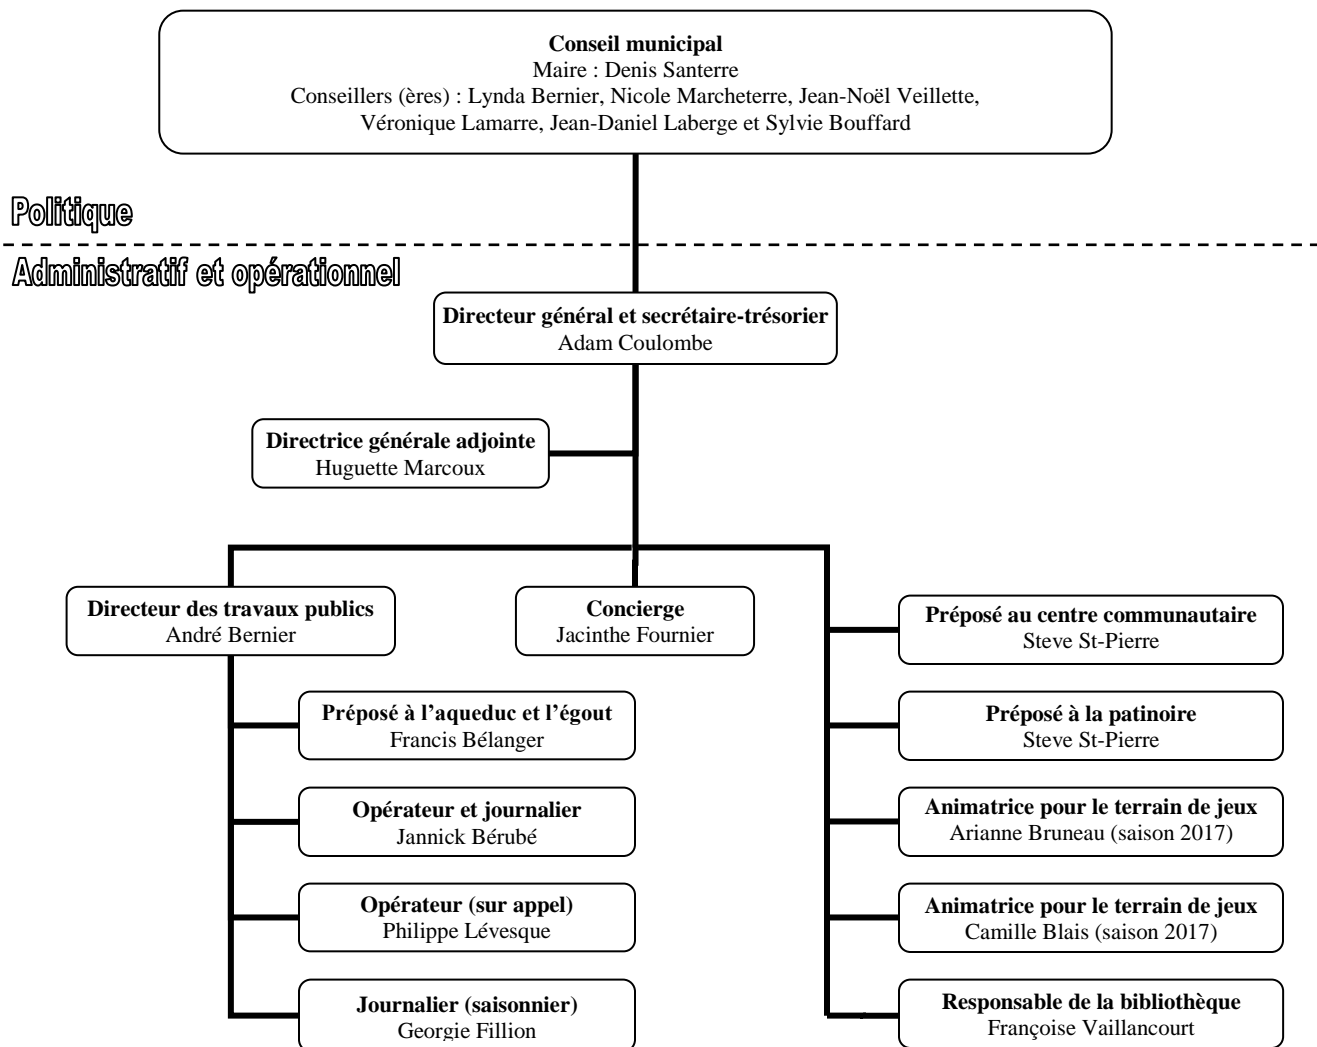 Conseil municipal
Maire : Denis Santerre
Conseillers (ères) : Lynda Bernier, Nicole Marcheterre, Jean-Noël Veillette,
Véronique Lamarre, Jean-Daniel Laberge et Sylvie Bouffard
Politique
Administratif et opérationnel
Directeur général et secrétaire-trésorier
Adam Coulombe
Directrice générale adjointe
Huguette Marcoux
Directeur des travaux publics
André Bernier
Concierge
Jacinthe Fournier
Préposé à l’aqueduc et l’égout
Francis Bélanger
Opérateur et journalier
Jannick Bérubé
Opérateur (sur appel)
Philippe Lévesque
Journalier (saisonnier)
Georgie Fillion
Préposé au centre communautaire
Steve St-Pierre
Préposé à la patinoire
Steve St-Pierre
Animatrice pour le terrain de jeux
Arianne Bruneau (saison 2017)
Animatrice pour le terrain de jeux
Camille Blais (saison 2017)
Responsable de la bibliothèque
Françoise Vaillancourt